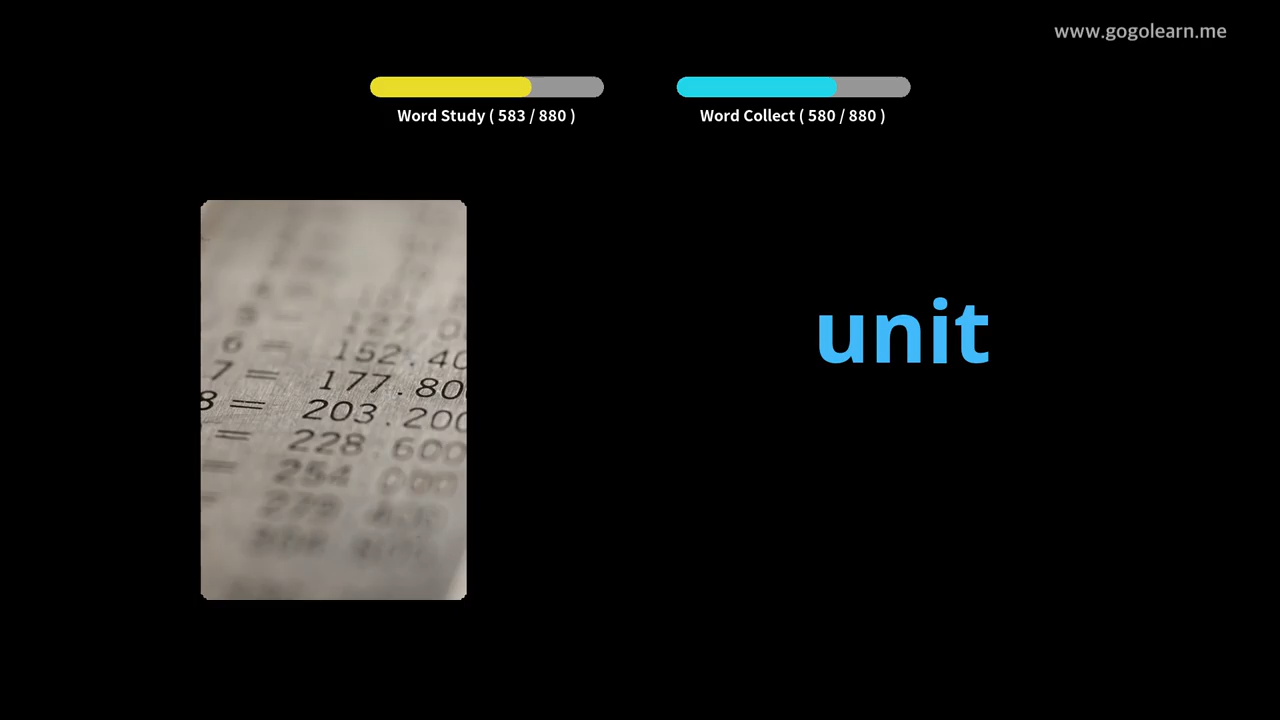 www.gogolearn.me
Word Study ( 583 / 880 )
Word Collect ( 580 / 880 )
unit
6 = 152.40
7 = 177.80
8 = 203.200
= 228.600
= 254 000